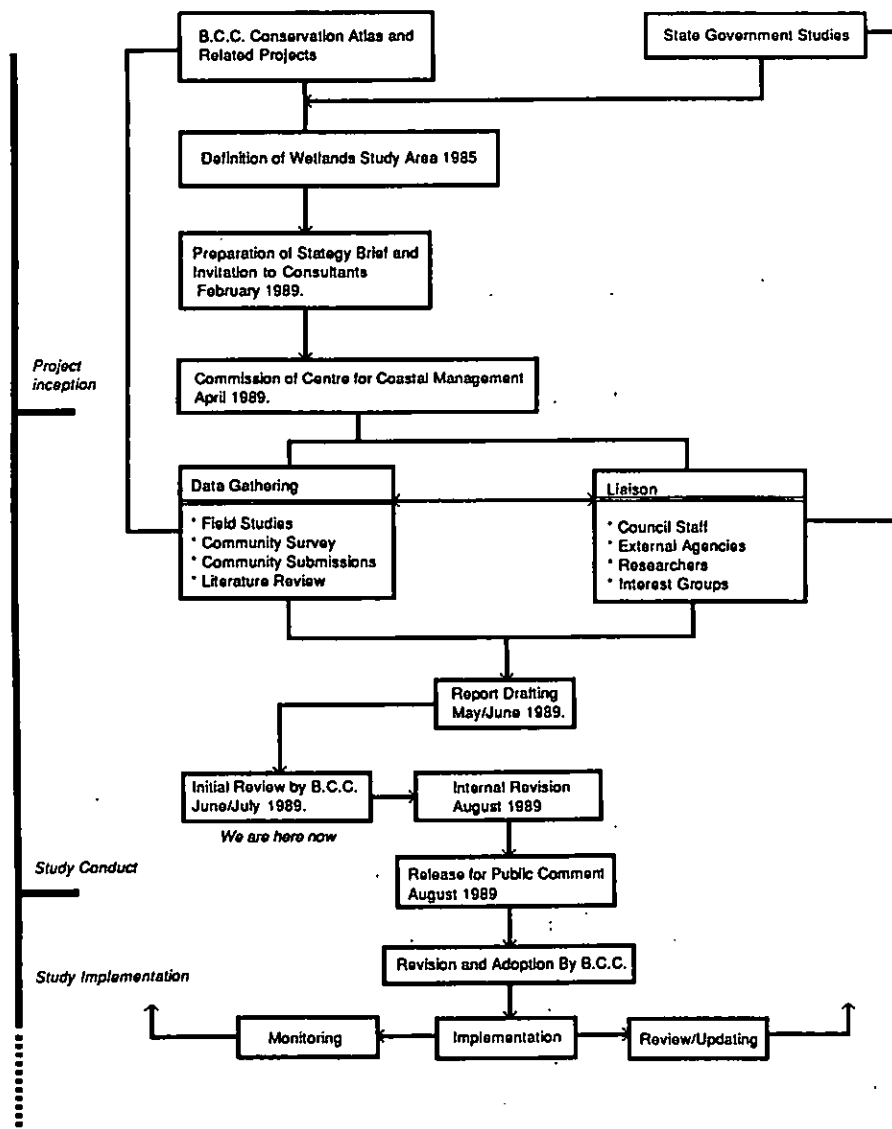 B.C.C. Conservation Atlas and
Related Projects
State Government Studies
Definition of Wetlands Study Area 1985
Preparation of Stategy Brief and
Invitation to Consultants
February 1989.
Project
inception
Commission of Centre for Coastal Management
April 1989.
Data Gathering
* Field Studies
* Community Survey
* Community Submissions
* Literature Review
Liaison
* Council Staff
* External Agencies
* Researchers
* Interest Groups
Report Drafting
May/June 1989.
Initial Review by B.C.C.
June/July 1989.
We are here now
Internal Revision
August 1989
Study Conduct
Release for Public Comment
August 1989
Revision and Adoption By B.C.C.
Study Implementation
Monitoring
Implementation
Review/Updating